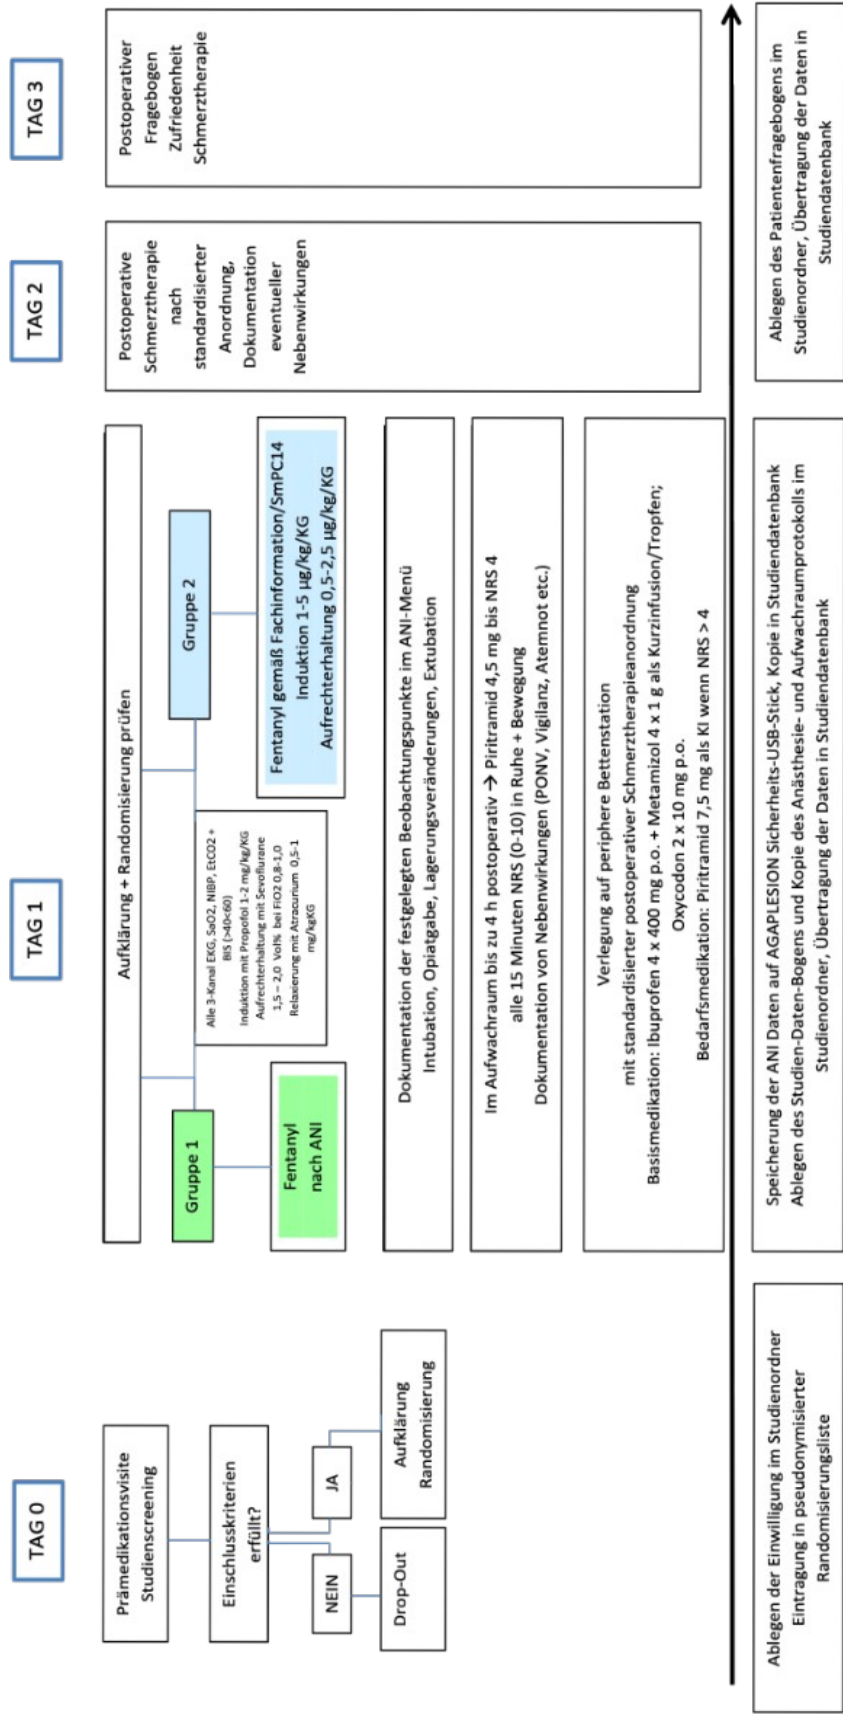 TAG 0
Prämedikationsvisite
Studienscreening
Einschlusskriterien
erfüllt?
NEIN
JA
Drop-Out
Aufklärung
Randomisierung
Ablegen der Einwilligung im Studienordner
Eintragung in pseudonymisierter
Randomisierungsliste
TAG 1
Aufklärung + Randomisierung prüfen
Gruppe 1
Fentanyl
nach ANI
Alle 3-Kanal EKG, SaO2, NIBP, EtCO2 +
BIS (>40<60)
Induktion mit Propofol 1-2 mg/kg/KG
Aufrechterhaltung mit Sevoflurane
1,5 – 2,0 Vol% bei FiO2 0,8-1,0
Relaxierung mit Atracurium 0,5-1
mg/kgKG
Gruppe 2
Fentanyl gemäß Fachinformation/SmPC14
Induktion 1-5 µg/kg/KG
Aufrechterhaltung 0,5-2,5 µg/kg/KG
Dokumentation der festgelegten Beobachtungspunkte im ANI-Menü
Intubation, Opiatgabe, Lagerungsveränderungen, Extubation
Im Aufwachraum bis zu 4 h postoperativ → Piritramid 4,5 mg bis NRS 4
alle 15 Minuten NRS (0-10) in Ruhe + Bewegung
Dokumentation von Nebenwirkungen (PONV, Vigilanz, Atemnot etc.)
Verlegung auf periphere Bettenstation
mit standardisierter postoperativer Schmerztherapieanordnung
Basismedikation: Ibuprofen 4 x 400 mg p.o. + Metamizol 4 x 1 g als Kurzinfusion/Tropfen;
Oxycodon 2 x 10 mg p.o.
Bedarfsmedikation: Piritramid 7,5 mg als KI wenn NRS > 4
Speicherung der ANI Daten auf AGAPLESION Sicherheits-USB-Stick, Kopie in Studiendatenbank
Ablegen des Studien-Daten-Bogens und Kopie des Anästhesie- und Aufwachraumprotokolls im
Studienordner, Übertragung der Daten in Studiendatenbank
TAG 2
Postoperative
Schmerztherapie
nach
standardisierter
Anordnung,
Dokumentation
eventueller
Nebenwirkungen
TAG 3
Postoperativer
Fragebogen
Zufriedenheit
Schmerztherapie
Ablegen des Patientenfragebogens im
Studienordner, Übertragung der Daten in
Studiendatenbank